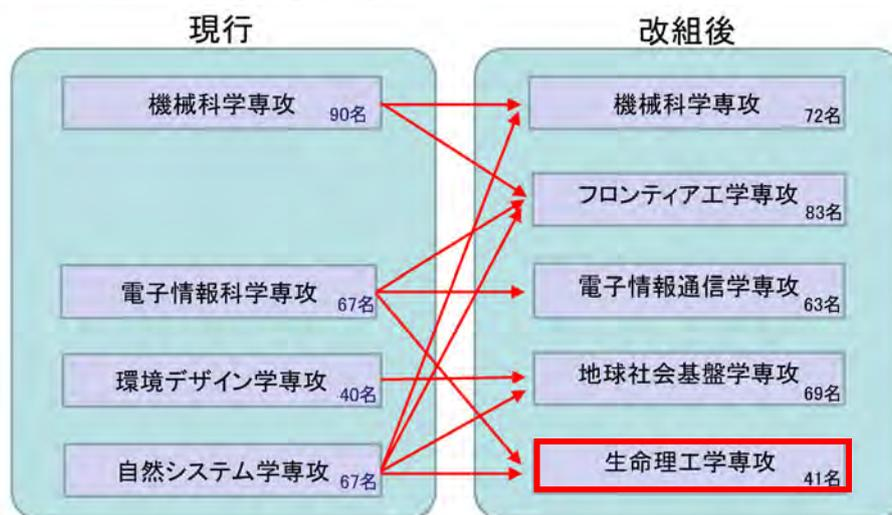 現行
機械科学専攻 90名
電子情報科学専攻 67名
環境デザイン学専攻 40名
自然システム学専攻 67名
改組後
機械科学専攻 72名
フロンティア工学専攻 83名
電子情報通信学専攻 63名
地球社会基盤学専攻 69名
生命理工学専攻 41名